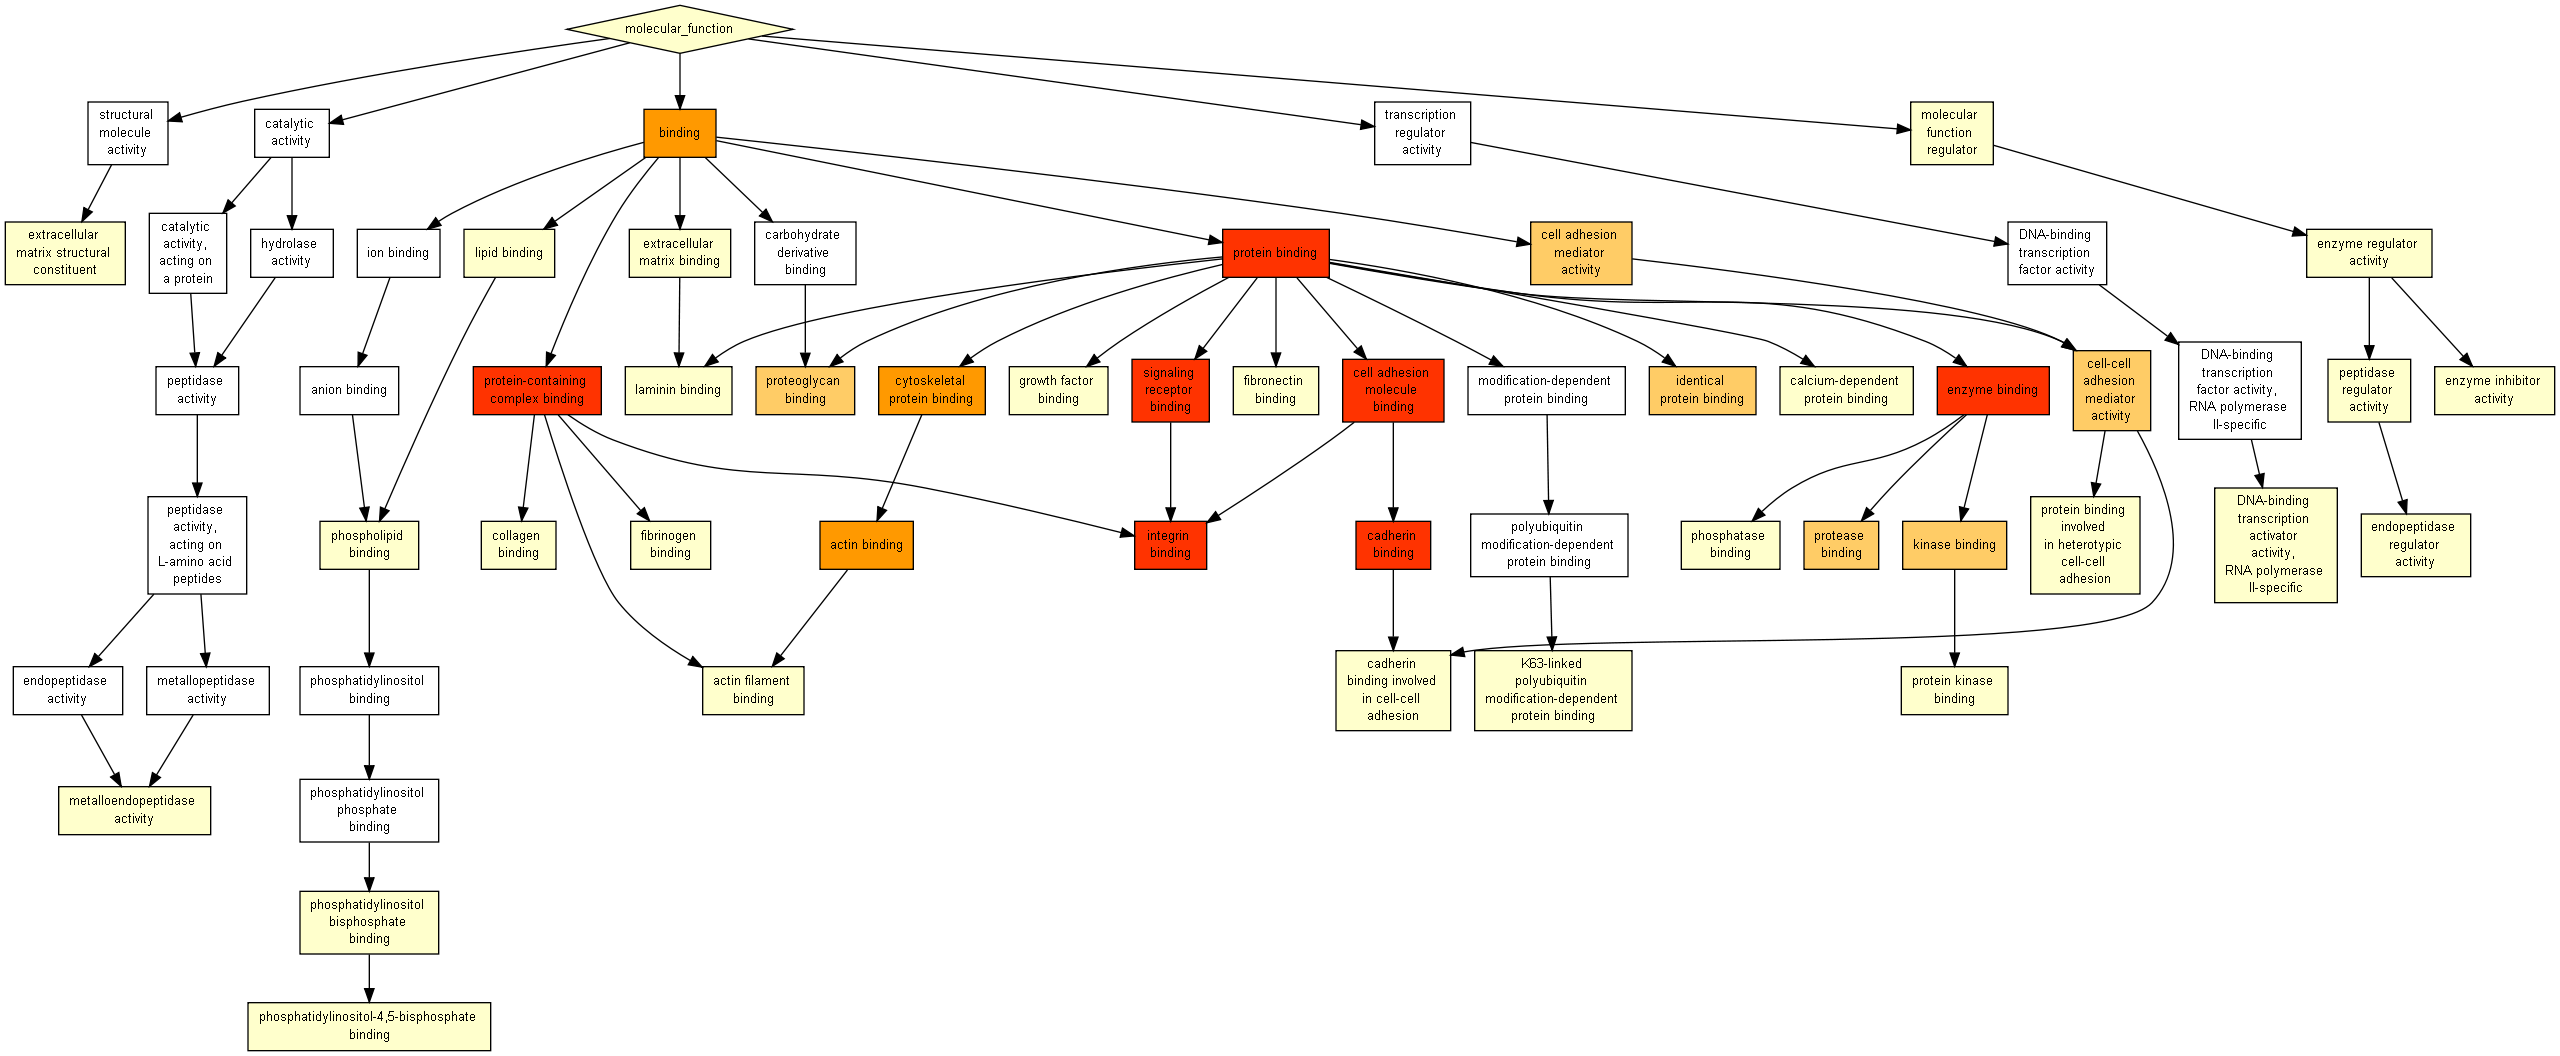 molecular_function
structural
molecule
activity
catalytic
activity
binding
transcription
regulator
activity
molecular
function
regulator
extracellular
matrix structural
constituent
catalytic
activity,
acting on
a protein
hydrolase
activity
ion binding
lipid binding
extracellular
matrix binding
carbohydrate
derivative
binding
protein binding
cell adhesion
mediator
activity
DNA-binding
transcription
factor activity
enzyme regulator
activity
peptidase
activity
anion binding
protein-containing
complex binding
laminin binding
proteoglycan
binding
cytoskeletal
protein binding
growth factor
binding
signaling
receptor
binding
fibronectin
binding
cell adhesion
molecule
binding
modification-dependent
protein binding
identical
protein binding
calcium-dependent
protein binding
enzyme binding
cell-cell
adhesion
mediator
activity
DNA-binding
transcription
factor activity,
RNA polymerase
II-specific
peptidase
regulator
activity
enzyme inhibitor
activity
peptidase
activity,
acting on
L-amino acid
peptides
phospholipid
binding
collagen
binding
fibrinogen
binding
actin binding
integrin
binding
cadherin
binding
polyubiquitin
modification-dependent
protein binding
phosphatase
binding
protease
binding
kinase binding
protein binding
involved
in heterotypic
cell-cell
adhesion
DNA-binding
transcription
activator
activity,
RNA polymerase
II-specific
endopeptidase
regulator
activity
endopeptidase
activity
metallopeptidase
activity
phosphatidylinositol
binding
actin filament
binding
cadherin
binding involved
in cell-cell
adhesion
K63-linked
polyubiquitin
modification-dependent
protein binding
protein kinase
binding
metalloendopeptidase
activity
phosphatidylinositol
phosphate
binding
phosphatidylinositol
bisphosphate
binding
phosphatidylinositol-4,5-bisphosphate
binding